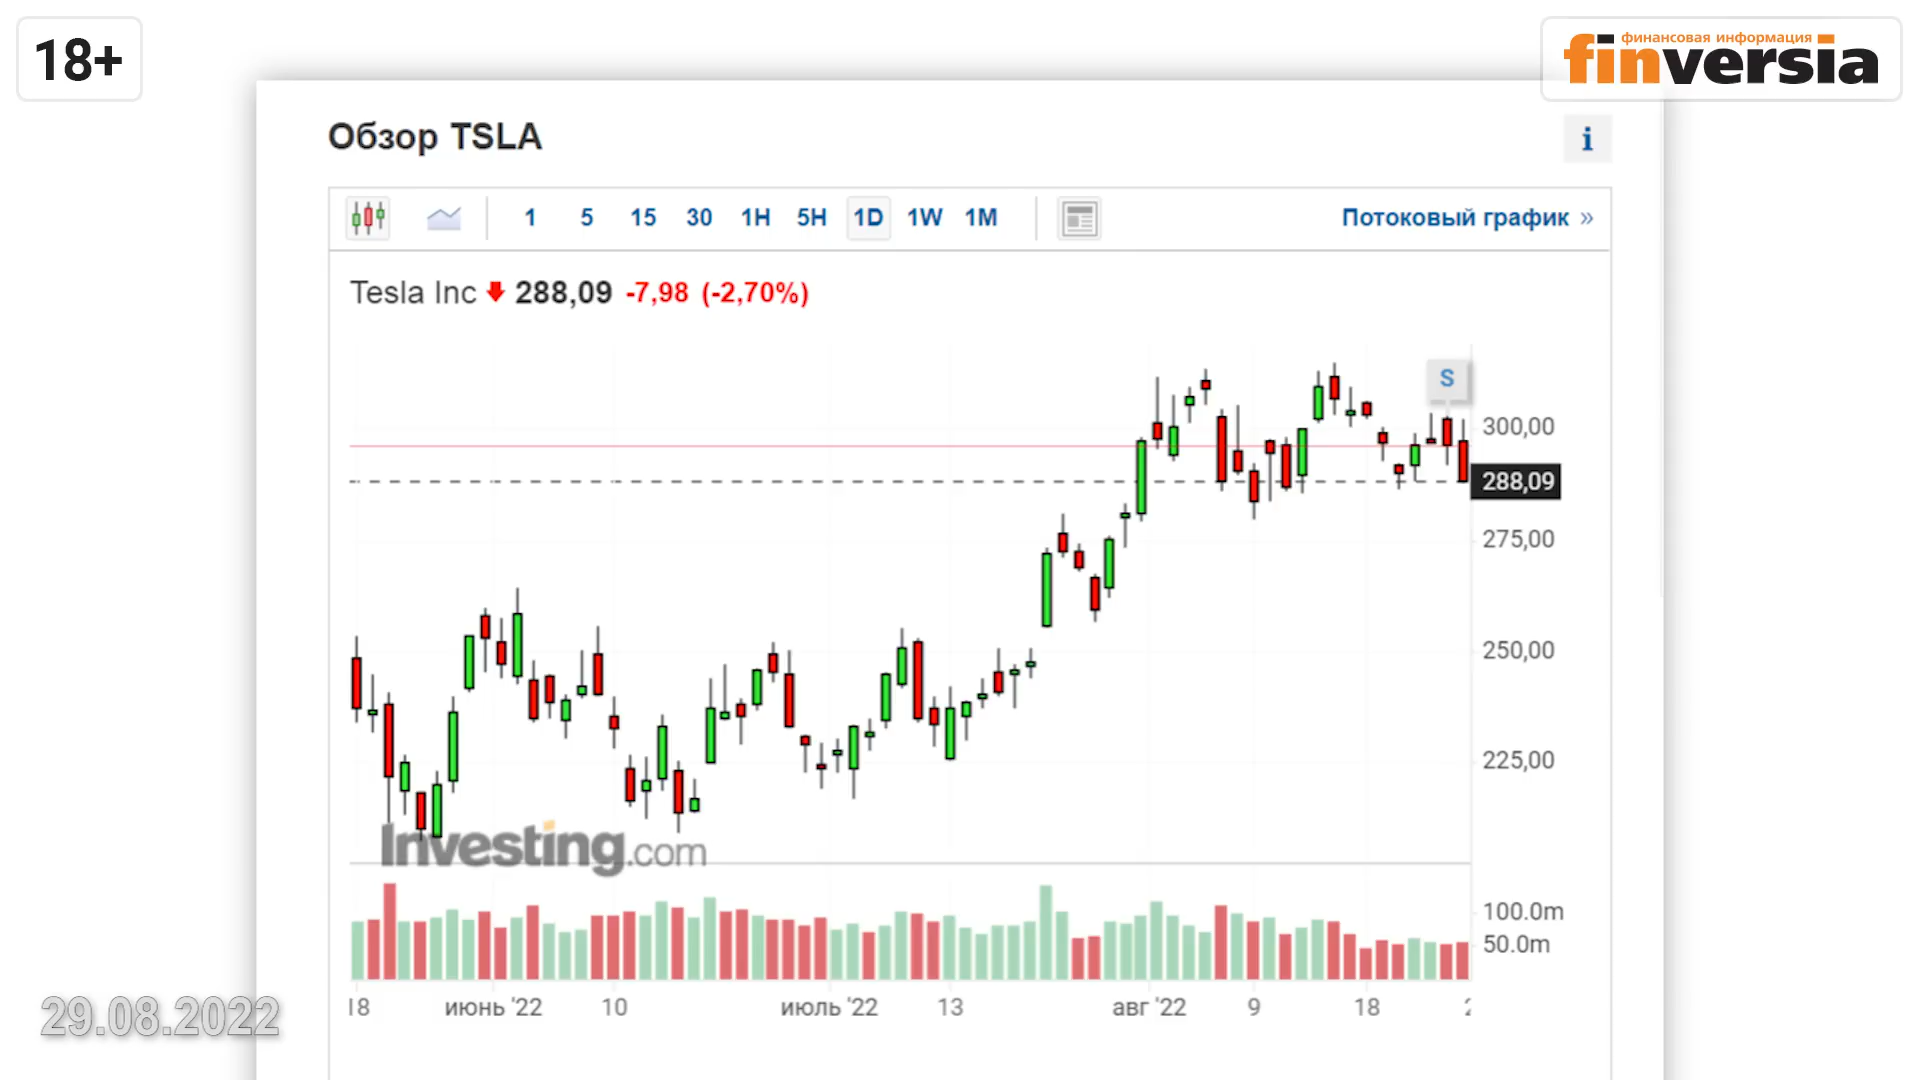 18+
финансовая информация
finversia
Обзор TSLA
i
1 5 15 30 1H 5H 1D 1W 1M
Потоковый график »
Tesla Inc 288,09 -7,98 (-2,70%)
S
300,00
288,09
275,00
250,00
225,00
Investing.com
100.0m
50.0m
18 июнь '22 10 июль '22 13 авг '22 9 18
29.08.2022